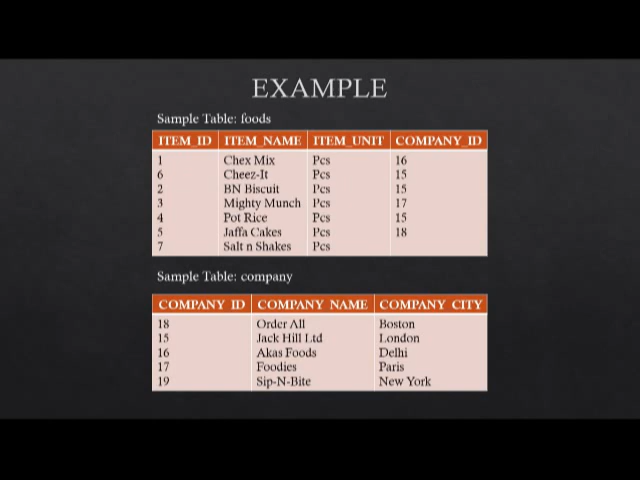 EXAMPLE
Sample Table: foods
ITEM_ID ITEM_NAME ITEM_UNIT COMPANY_ID
1 Chex Mix Pcs 16
6 Cheez-It Pcs 15
2 BN Biscuit Pcs 15
3 Mighty Munch Pcs 17
4 Pot Rice Pcs 15
5 Jaffa Cakes Pcs 18
7 Salt n Shakes Pcs
Sample Table: company
COMPANY_ID COMPANY_NAME COMPANY_CITY
18 Order All Boston
15 Jack Hill Ltd London
16 Akas Foods Delhi
17 Foodies Paris
19 Sip-N-Bite New York